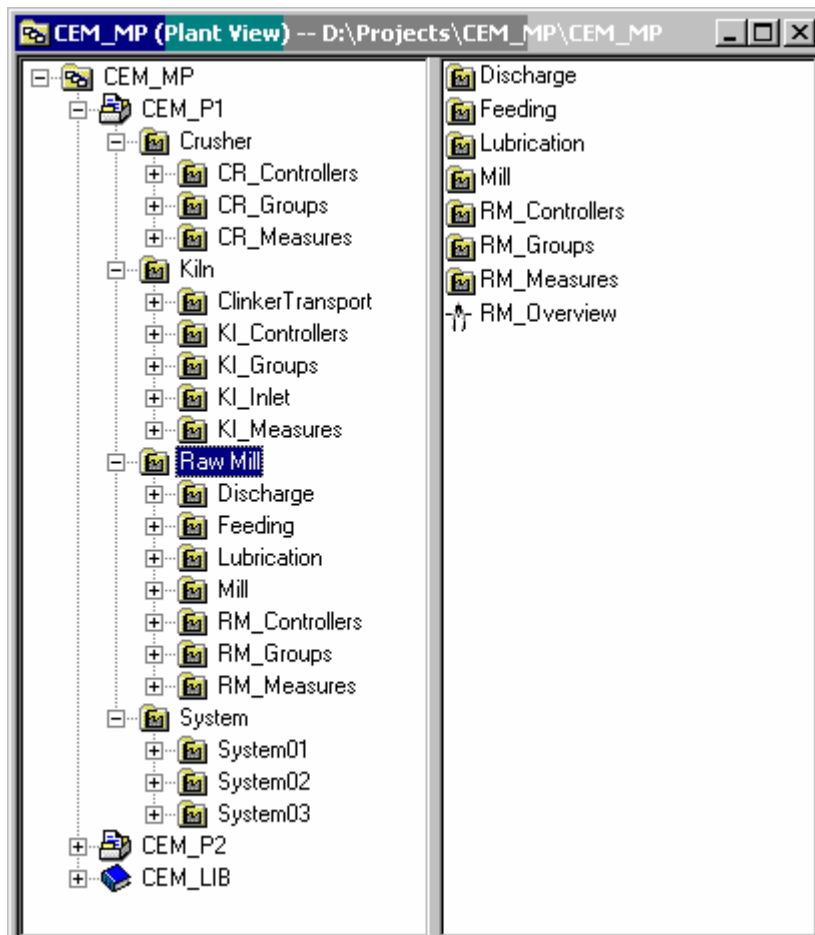 CEM_MP (Plant View) -- D:\Projects\CEM_MP\CEM_MP
CEM_MP
CEM_P1
Crusher
CR_Controllers
CR_Groups
CR_Measures
Kiln
ClinkerTransport
KI_Controllers
KI_Groups
KI_Inlet
KI_Measures
Raw Mill
Discharge
Feeding
Lubrication
Mill
RM_Controllers
RM_Groups
RM_Measures
System
System01
System02
System03
CEM_P2
CEM_LIB
Discharge
Feeding
Lubrication
Mill
RM_Controllers
RM_Groups
RM_Measures
RM_Overview